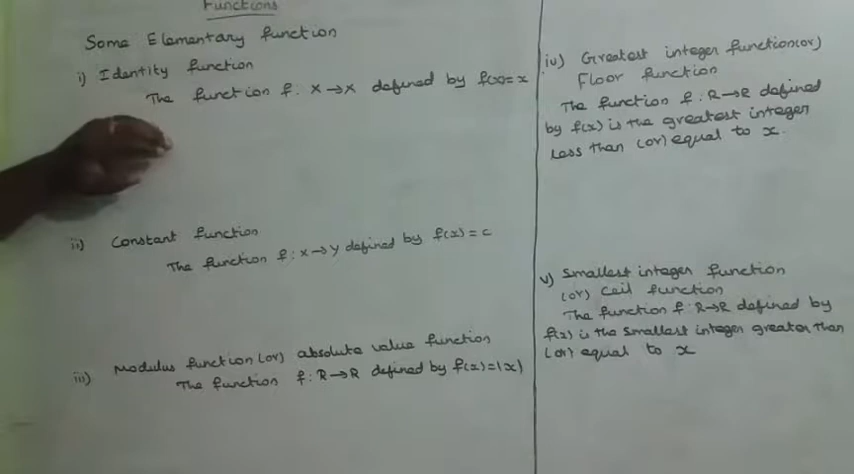 Functions
Some Elementary function
i) Identity function
The function f: X→X defined by f(x)=x
ii) Constant function
The function f: X→Y defined by f(x)=c
iii) Modulus function (or) absolute value function
The function f: R→R defined by f(x)=|x|
iv) Greatest integer function (or)
Floor function
The function f: R→R defined
by f(x) is the greatest integer
Less than (or) equal to x.
v) Smallest integer function
(or) Ceil function
The function f: R→R defined by
f(x) is the smallest integer greater than
(or) equal to x